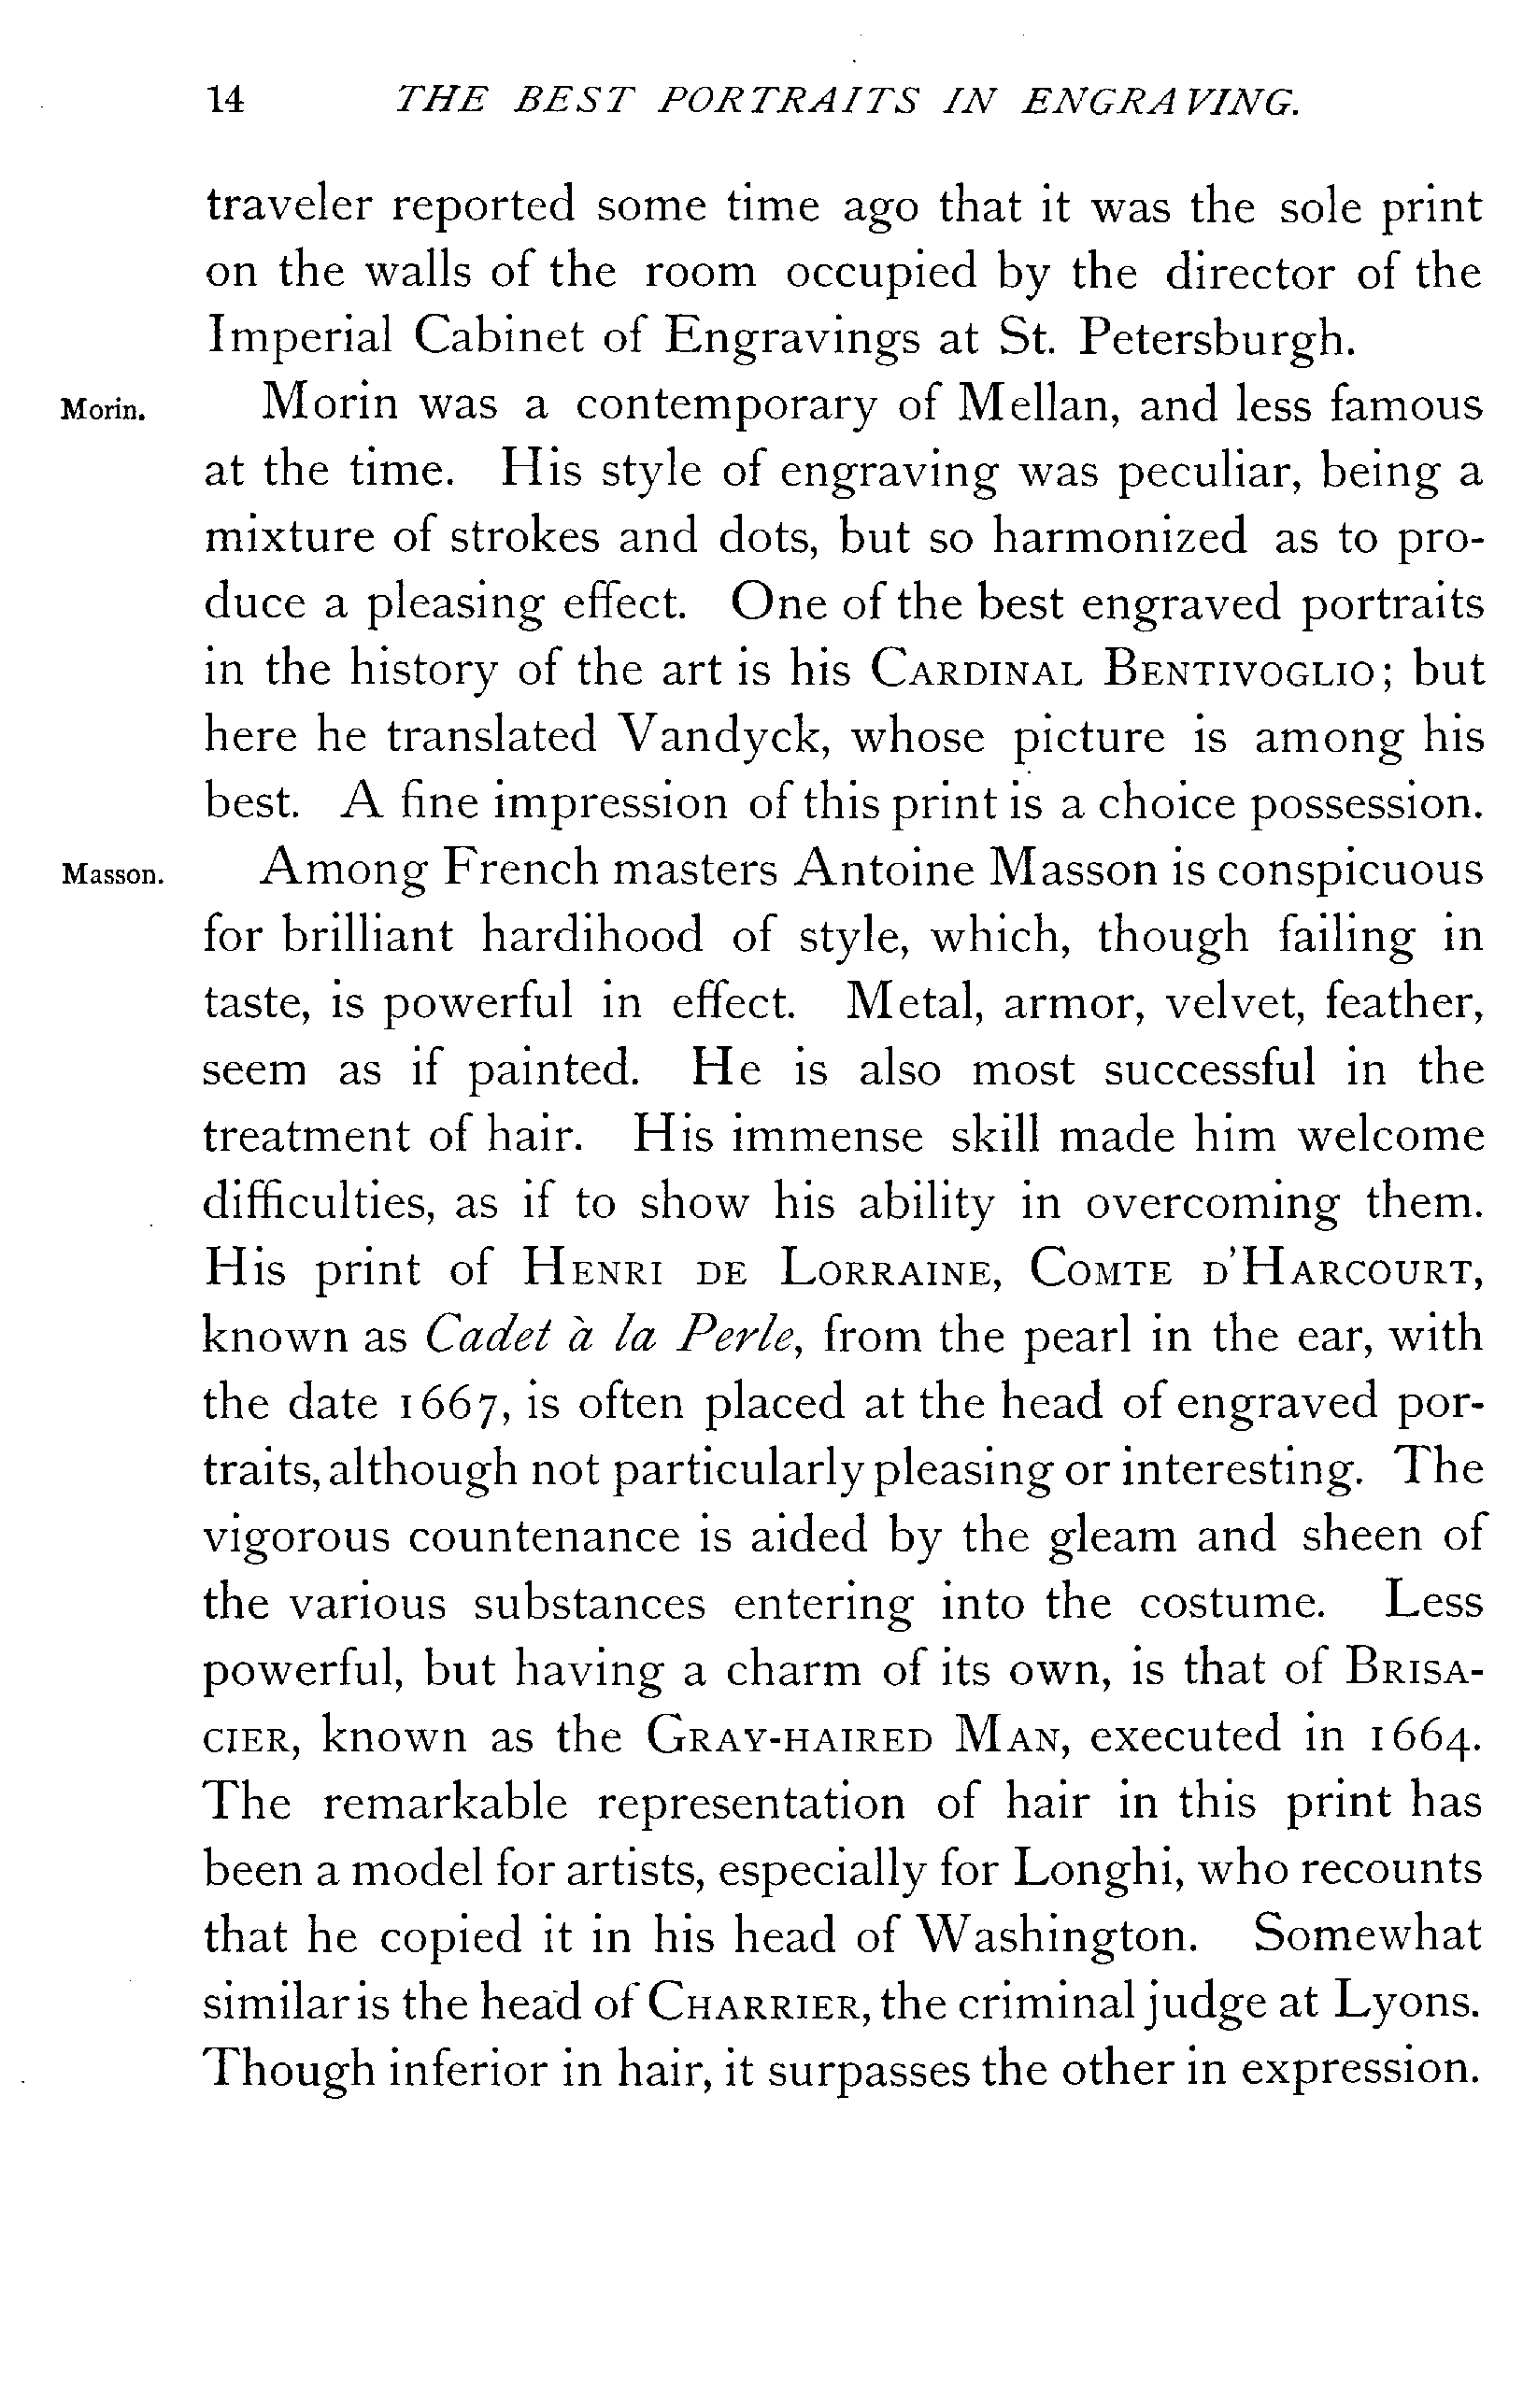 14 THE BEST PORTRAITS IN ENGRAVING.
traveler reported some time ago that it was the sole print
on the walls of the room occupied by the director of the
Imperial Cabinet of Engravings at St. Petersburgh.
Morin. Morin was a contemporary of Mellan, and less famous
at the time. His style of engraving was peculiar, being a
mixture of strokes and dots, but so harmonized as to pro-
duce a pleasing effect. One of the best engraved portraits
in the history of the art is his CARDINAL BENTIVOGLIO; but
here he translated Vandyck, whose picture is among his
best. A fine impression of this print is a choice possession.
Masson. Among French masters Antoine Masson is conspicuous
for brilliant hardihood of style, which, though failing in
taste, is powerful in effect. Metal, armor, velvet, feather,
seem as if painted. He is also most successful in the
treatment of hair. His immense skill made him welcome
difficulties, as if to show his ability in overcoming them.
His print of HENRI DE LORRAINE, COMTE D'HARCOURT,
known as Cadet à la Perle, from the pearl in the ear, with
the date 1667, is often placed at the head of engraved por-
traits, although not particularly pleasing or interesting. The
vigorous countenance is aided by the gleam and sheen of
the various substances entering into the costume. Less
powerful, but having a charm of its own, is that of BRISA-
CIER, known as the GRAY-HAIRED MAN, executed in 1664.
The remarkable representation of hair in this print has
been a model for artists, especially for Longhi, who recounts
that he copied it in his head of Washington. Somewhat
similar is the head of CHARRIER, the criminal judge at Lyons.
Though inferior in hair, it surpasses the other in expression.